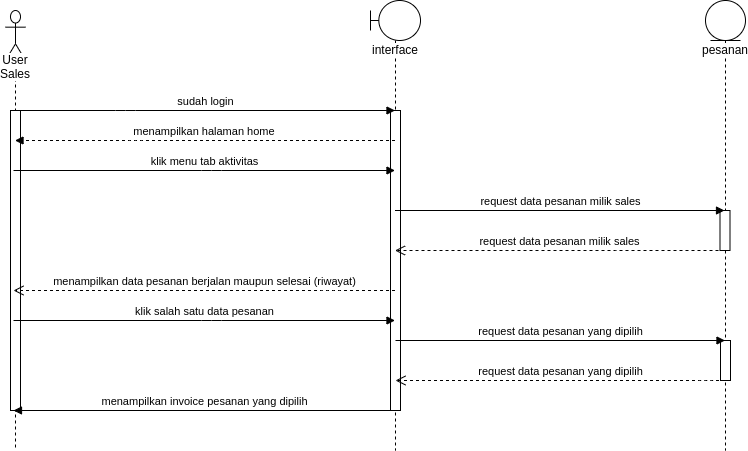 User
Sales
interface
pesanan
sudah login
menampilkan halaman home
klik menu tab aktivitas
request data pesanan milik sales
request data pesanan milik sales
menampilkan data pesanan berjalan maupun selesai (riwayat)
klik salah satu data pesanan
request data pesanan yang dipilih
request data pesanan yang dipilih
menampilkan invoice pesanan yang dipilih